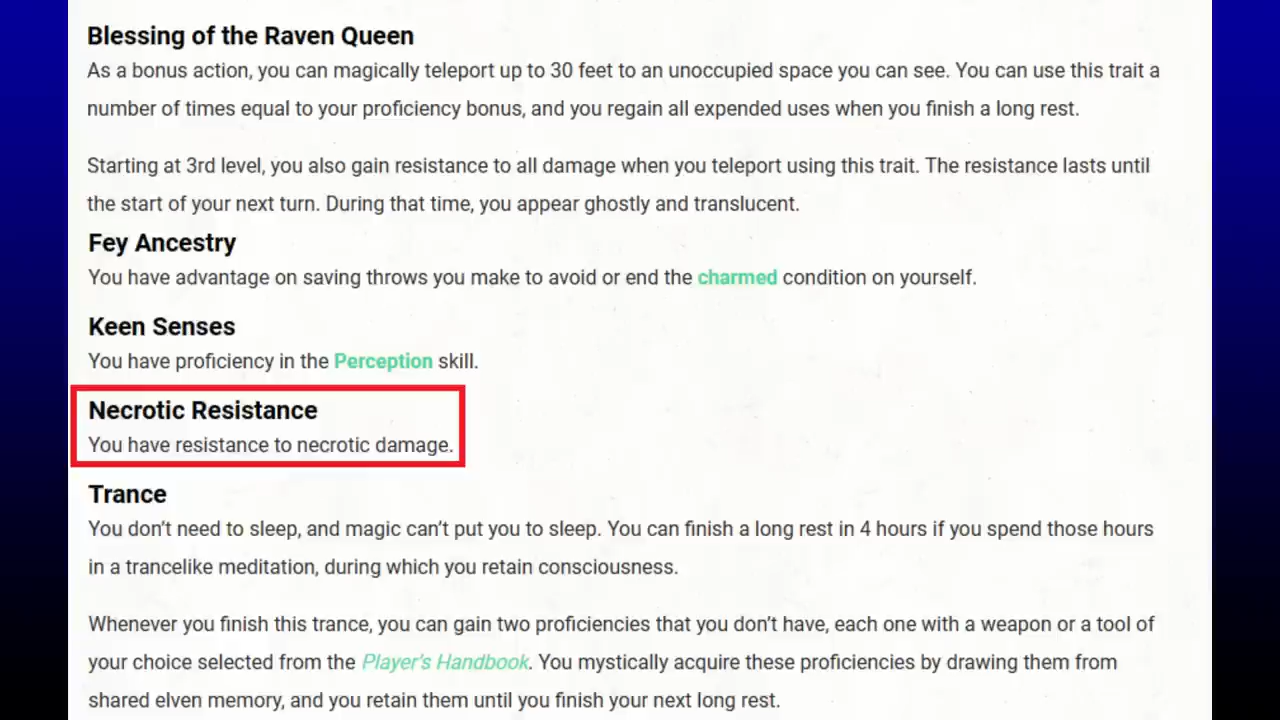 Blessing of the Raven Queen
As a bonus action, you can magically teleport up to 30 feet to an unoccupied space you can see. You can use this trait a
number of times equal to your proficiency bonus, and you regain all expended uses when you finish a long rest.
Starting at 3rd level, you also gain resistance to all damage when you teleport using this trait. The resistance lasts until
the start of your next turn. During that time, you appear ghostly and translucent.
Fey Ancestry
You have advantage on saving throws you make to avoid or end the charmed condition on yourself.
Keen Senses
You have proficiency in the Perception skill.
Necrotic Resistance
You have resistance to necrotic damage.
Trance
You don’t need to sleep, and magic can’t put you to sleep. You can finish a long rest in 4 hours if you spend those hours
in a trancelike meditation, during which you retain consciousness.
Whenever you finish this trance, you can gain two proficiencies that you don’t have, each one with a weapon or a tool of
your choice selected from the Player’s Handbook. You mystically acquire these proficiencies by drawing them from
shared elven memory, and you retain them until you finish your next long rest.